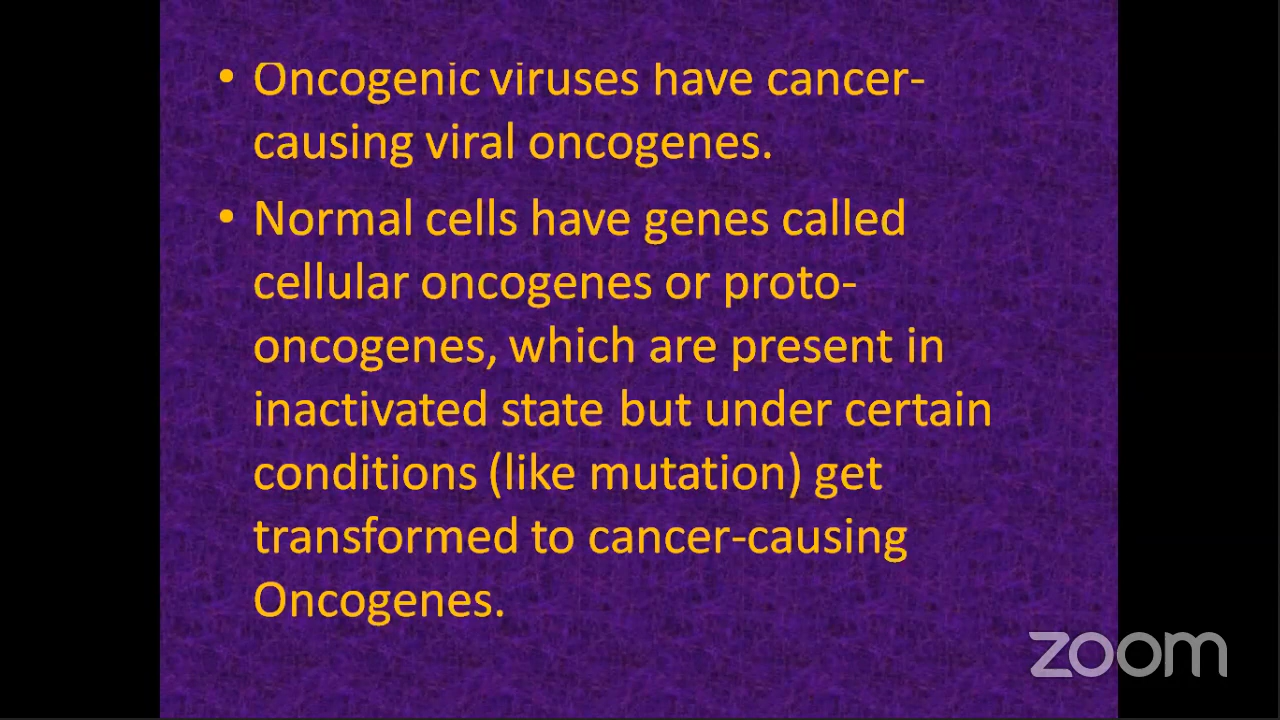 • Oncogenic viruses have cancer-
causing viral oncogenes.
• Normal cells have genes called
cellular oncogenes or proto-
oncogenes, which are present in
inactivated state but under certain
conditions (like mutation) get
transformed to cancer-causing
Oncogenes.
zoom